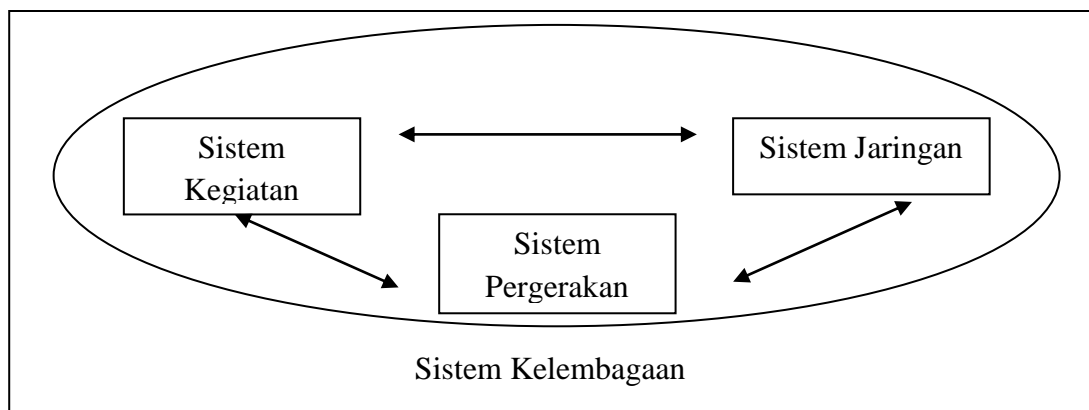 Sistem
Kegiatan
Sistem Jaringan
Sistem
Pergerakan
Sistem Kelembagaan